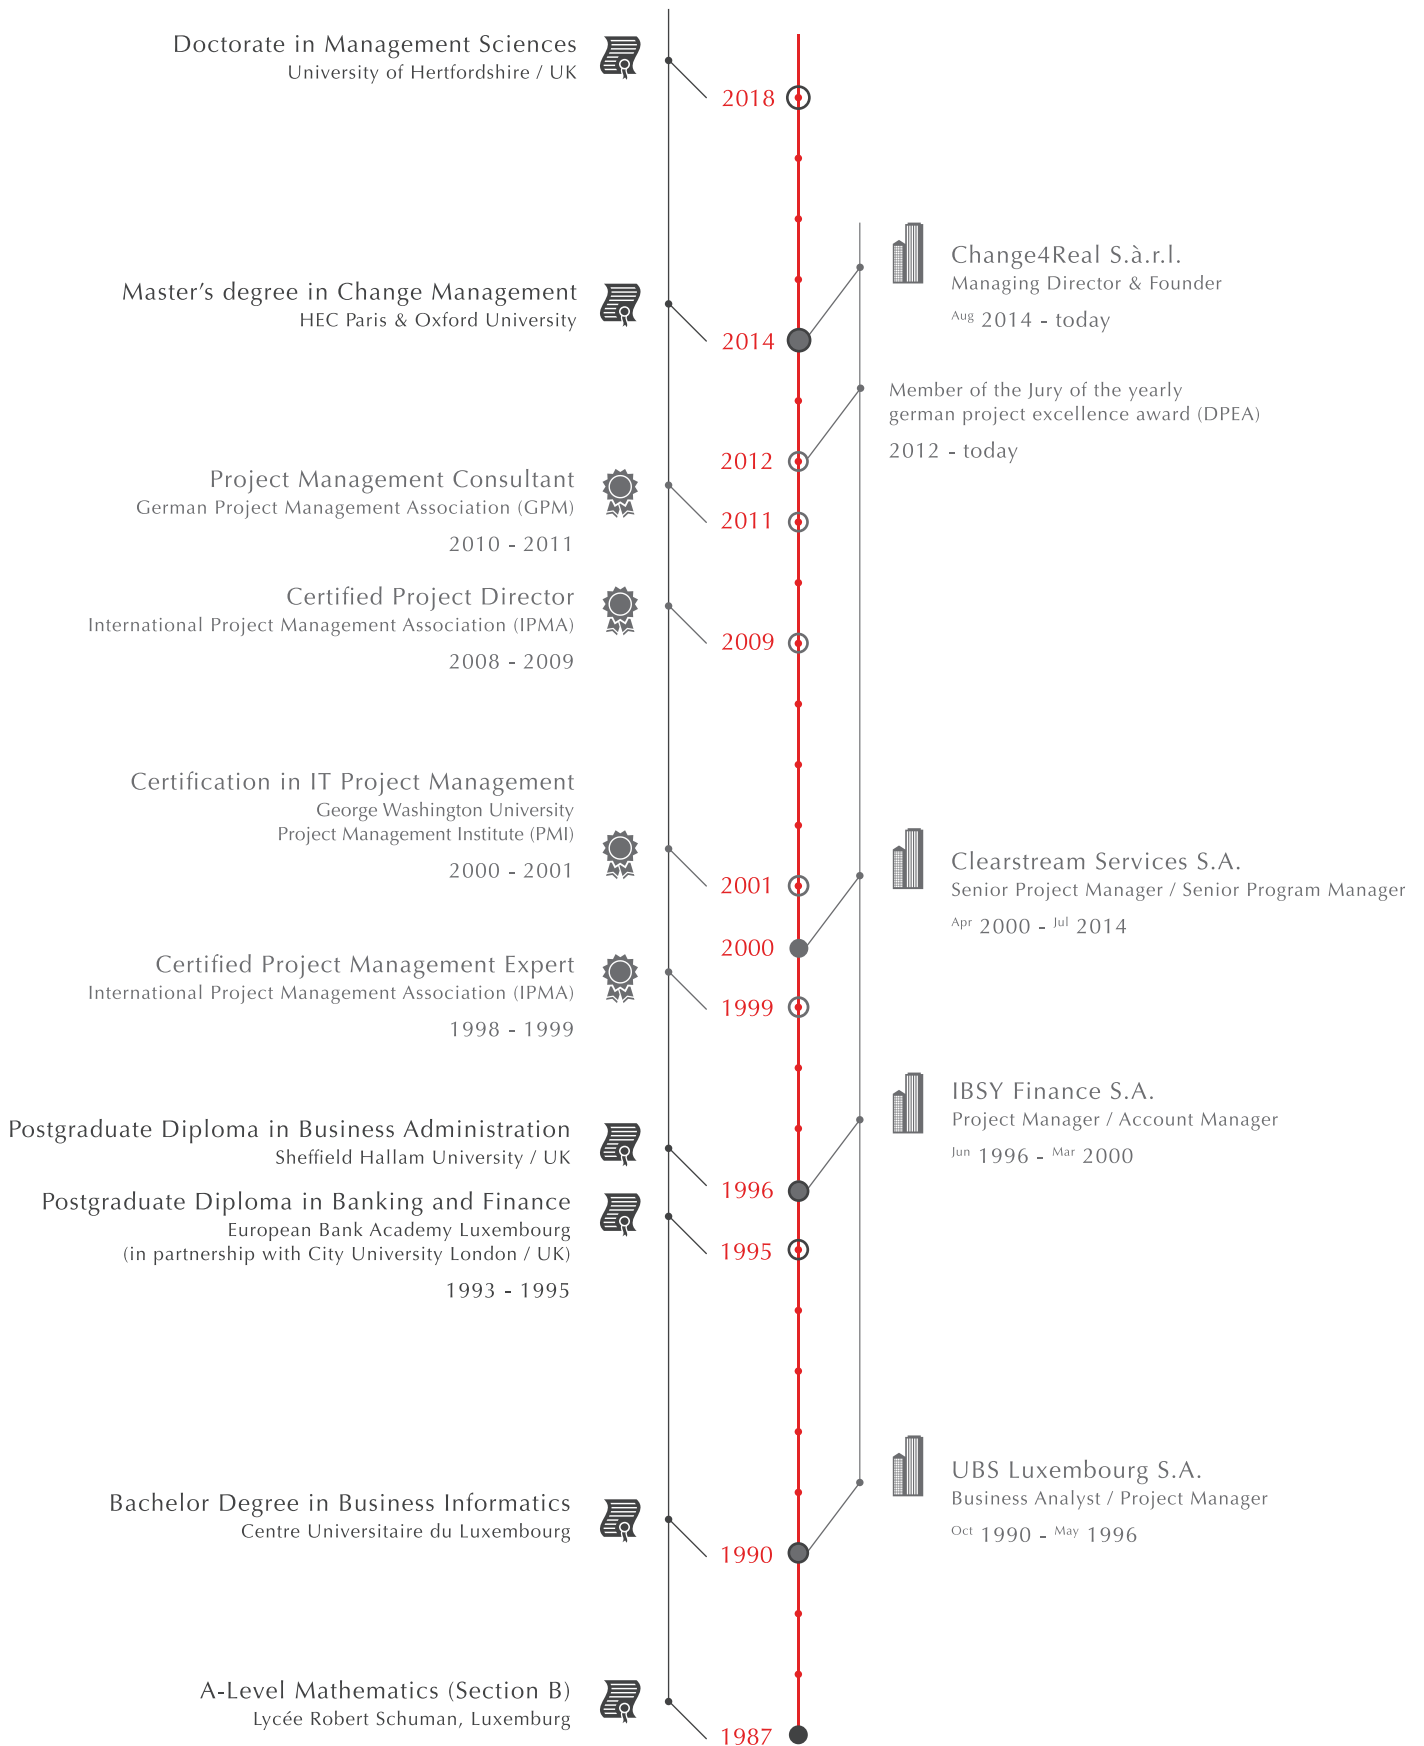 Doctorate in Management Sciences
University of Hertfordshire / UK
2018
Change4Real S.à.r.l.
Managing Director & Founder
Aug 2014 - today
Master's degree in Change Management
HEC Paris & Oxford University
2014
Member of the Jury of the yearly
german project excellence award (DPEA)
2012 - today
2012
Project Management Consultant
German Project Management Association (GPM)
2010 - 2011
2011
Certified Project Director
International Project Management Association (IPMA)
2008 - 2009
2009
Certification in IT Project Management
George Washington University
Project Management Institute (PMI)
2000 - 2001
2001
Clearstream Services S.A.
Senior Project Manager / Senior Program Manager
Apr 2000 - Jul 2014
2000
Certified Project Management Expert
International Project Management Association (IPMA)
1998 - 1999
1999
IBSY Finance S.A.
Project Manager / Account Manager
Jun 1996 - Mar 2000
Postgraduate Diploma in Business Administration
Sheffield Hallam University / UK
1996
Postgraduate Diploma in Banking and Finance
European Bank Academy Luxembourg
(in partnership with City University London / UK)
1993 - 1995
1995
UBS Luxembourg S.A.
Business Analyst / Project Manager
Oct 1990 - May 1996
Bachelor Degree in Business Informatics
Centre Universitaire du Luxembourg
1990
A-Level Mathematics (Section B)
Lycée Robert Schuman, Luxemburg
1987